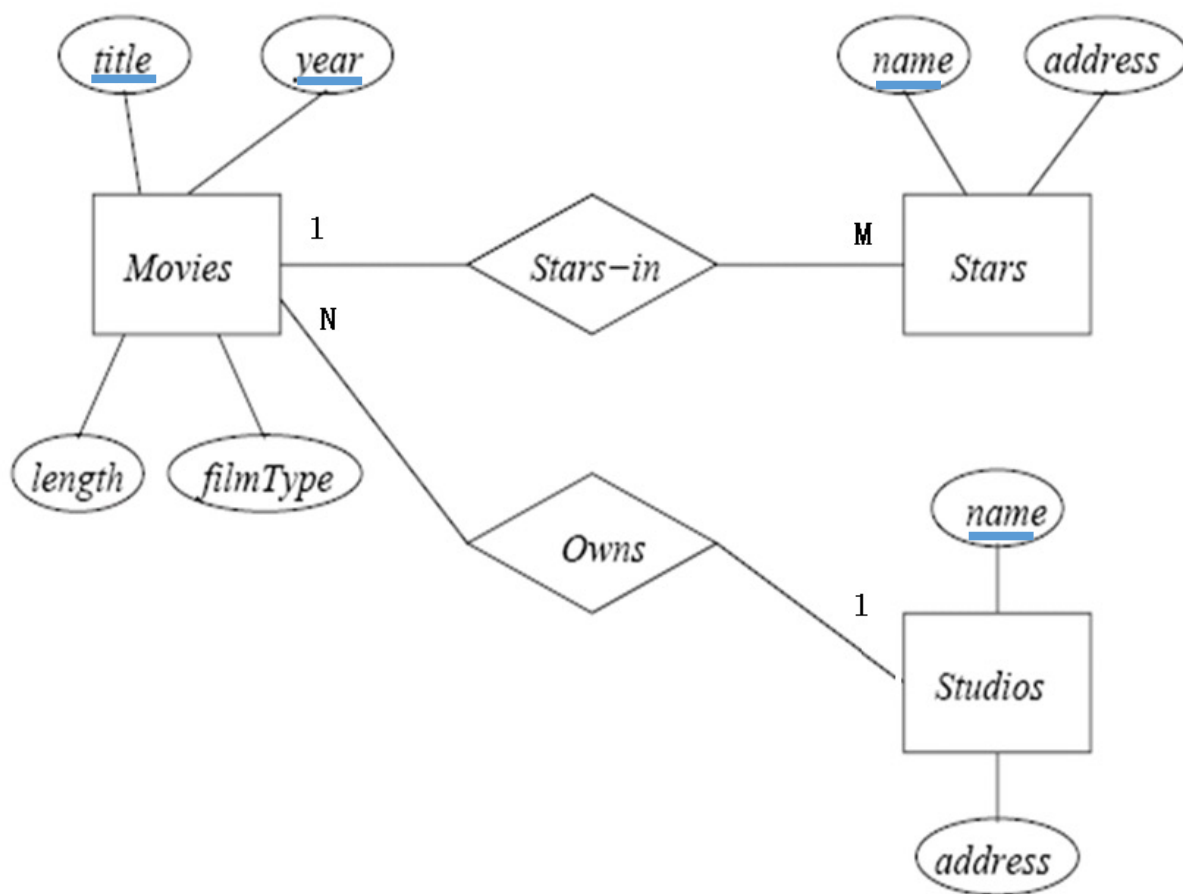 title
year
name
address
1
M
Movies
Stars-in
Stars
N
length
filmType
name
Owns
1
Studios
address